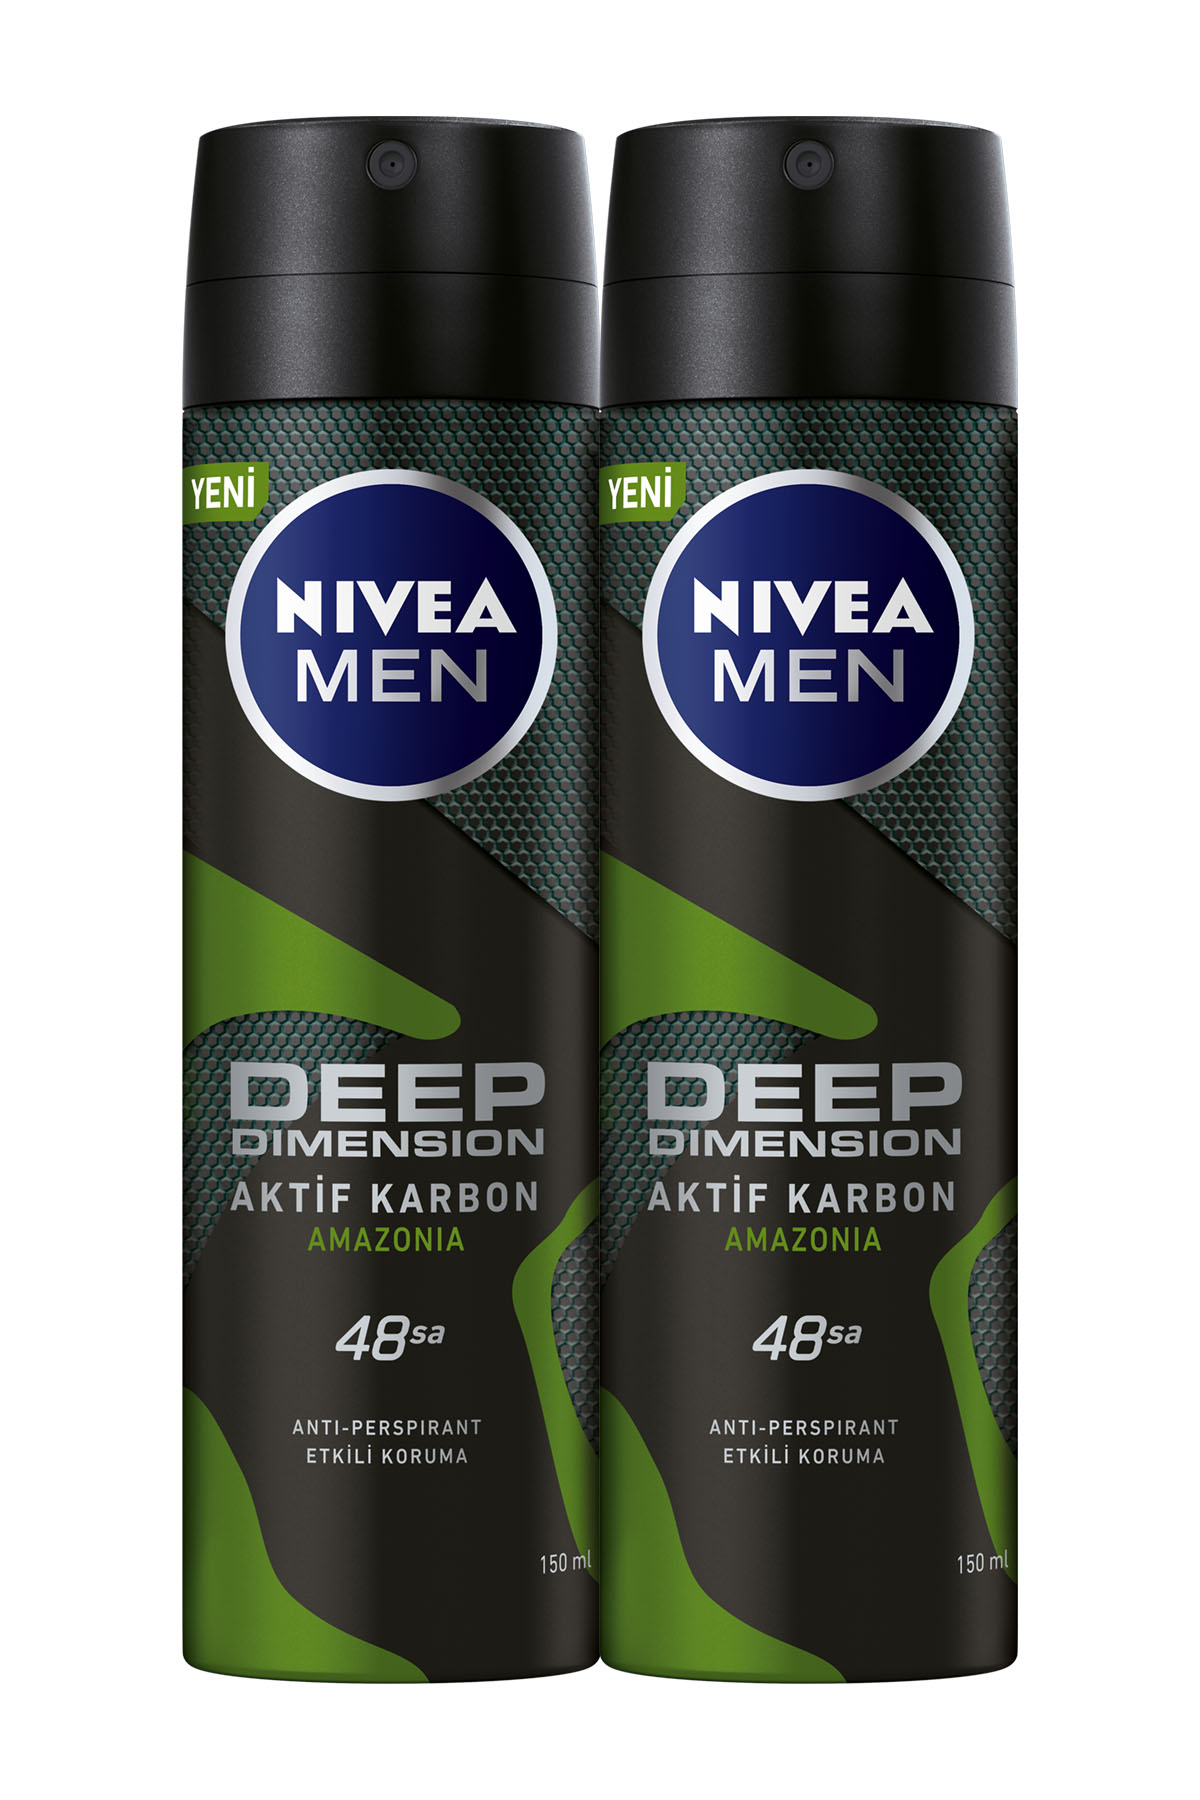 YENİ
NIVEA
MEN
DEEP
DIMENSION
AKTİF KARBON
AMAZONIA
48sa
ANTI-PERSPIRANT
ETKİLİ KORUMA
150 ml
YENİ
NIVEA
MEN
DEEP
DIMENSION
AKTİF KARBON
AMAZONIA
48sa
ANTI-PERSPIRANT
ETKİLİ KORUMA
150 ml